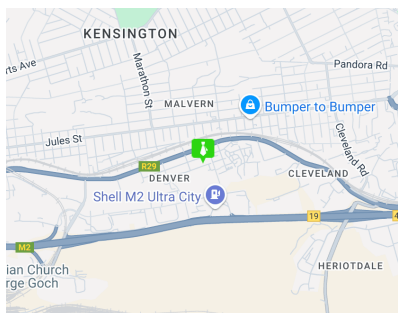 KENSINGTON
rts Ave
Marathon St
Pandora Rd
MALVERN
Bumper to Bumper
Jules St
Cleveland Rd
R29
DENVER
CLEVELAND
Shell M2 Ultra City
19
4
M2
ian Church
rge Goch
HERIOTDALE